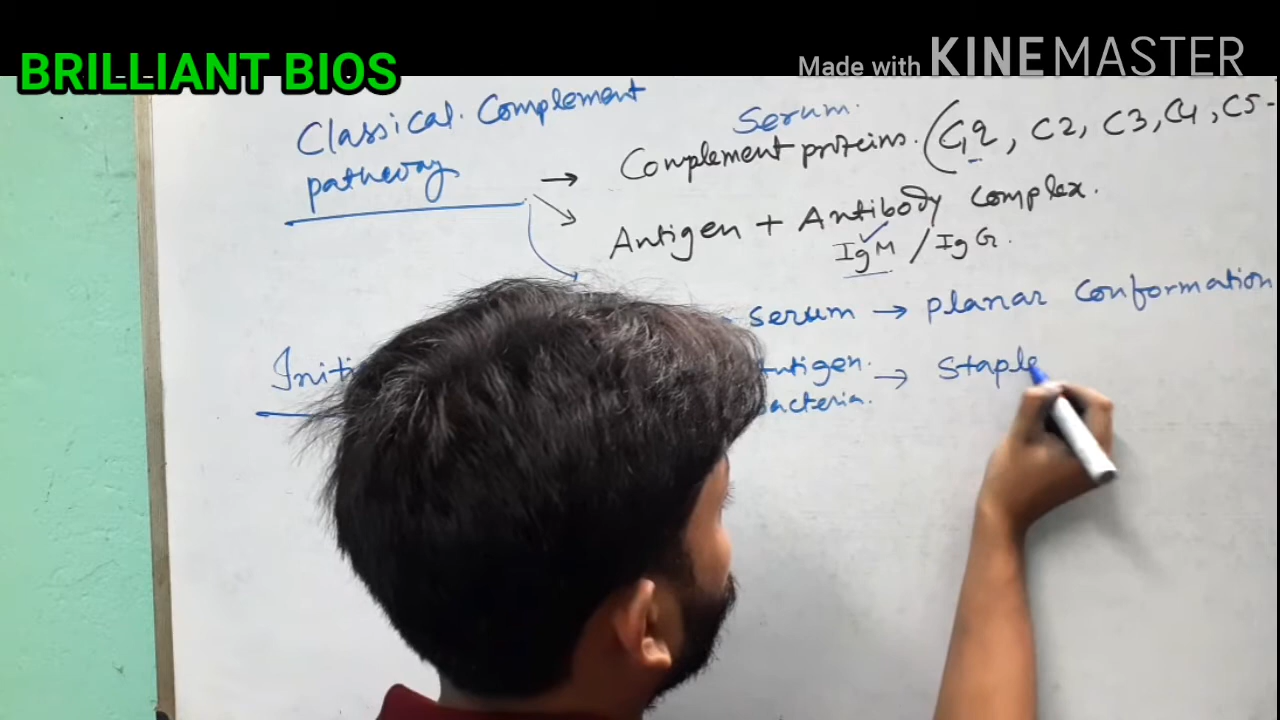 BRILLIANT BIOS
Made with KINEMASTER
Classical Complement
pathway
Serum.
→ Complement proteins. (C1q, C2, C3, C4, C5-
Antigen + Antibody complex.
IgM / IgG.
serum → planar conformation
Initi
Antigen. → Staple
bacteria.